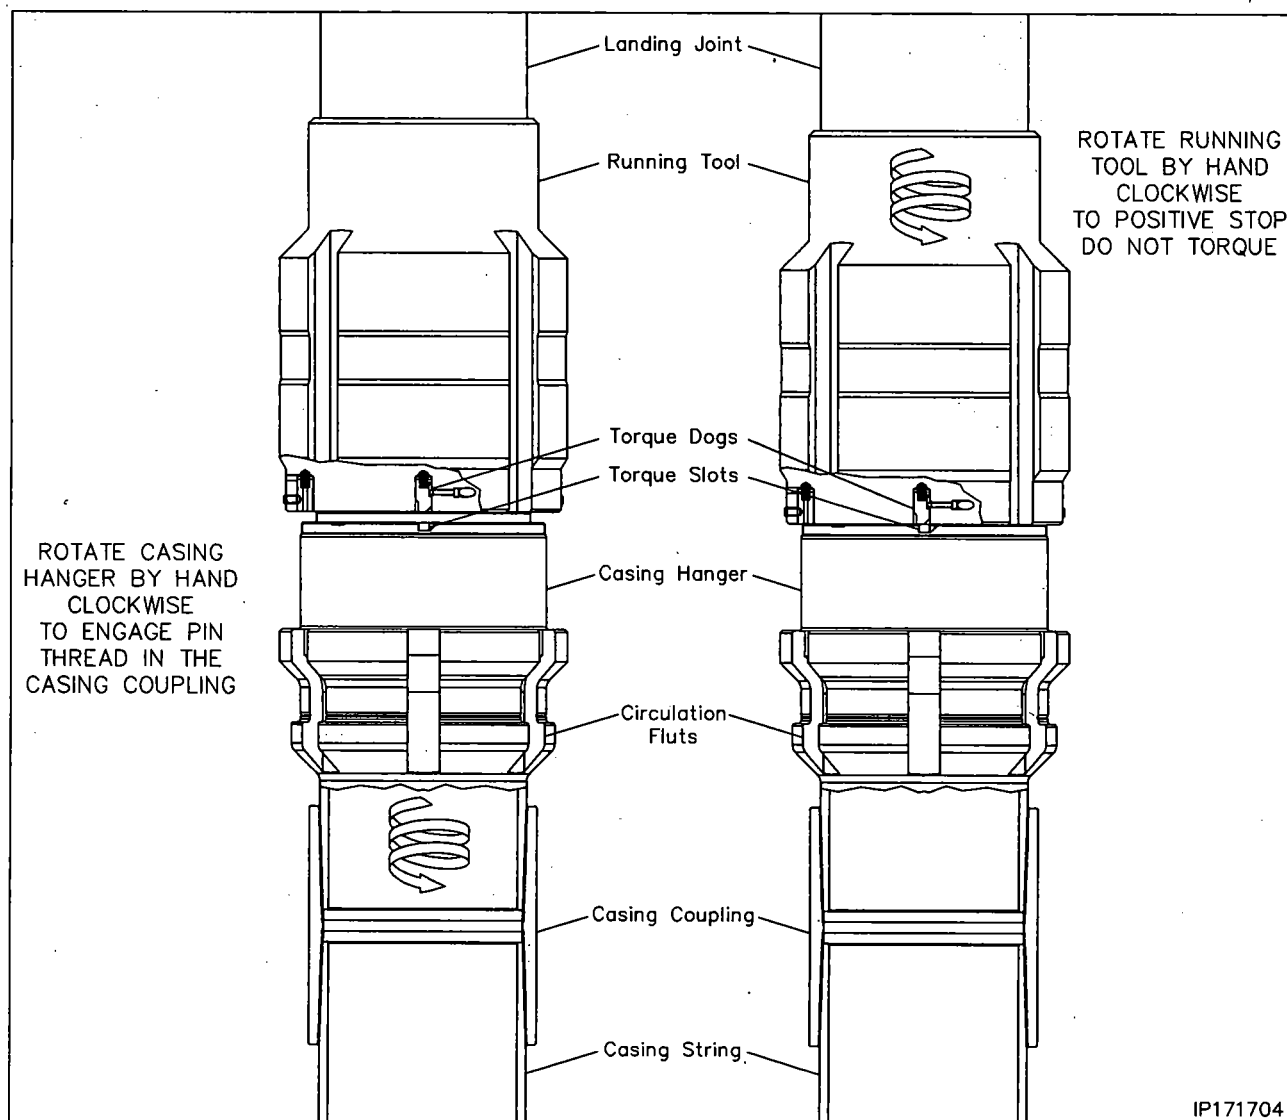 Landing Joint
ROTATE RUNNING
TOOL BY HAND
CLOCKWISE
TO POSITIVE STOP
DO NOT TORQUE
Running Tool
Torque Dogs
Torque Slots
ROTATE CASING
HANGER BY HAND
CLOCKWISE
TO ENGAGE PIN
THREAD IN THE
CASING COUPLING
Casing Hanger
Circulation
Fluts
Casing Coupling
Casing String
IP171704